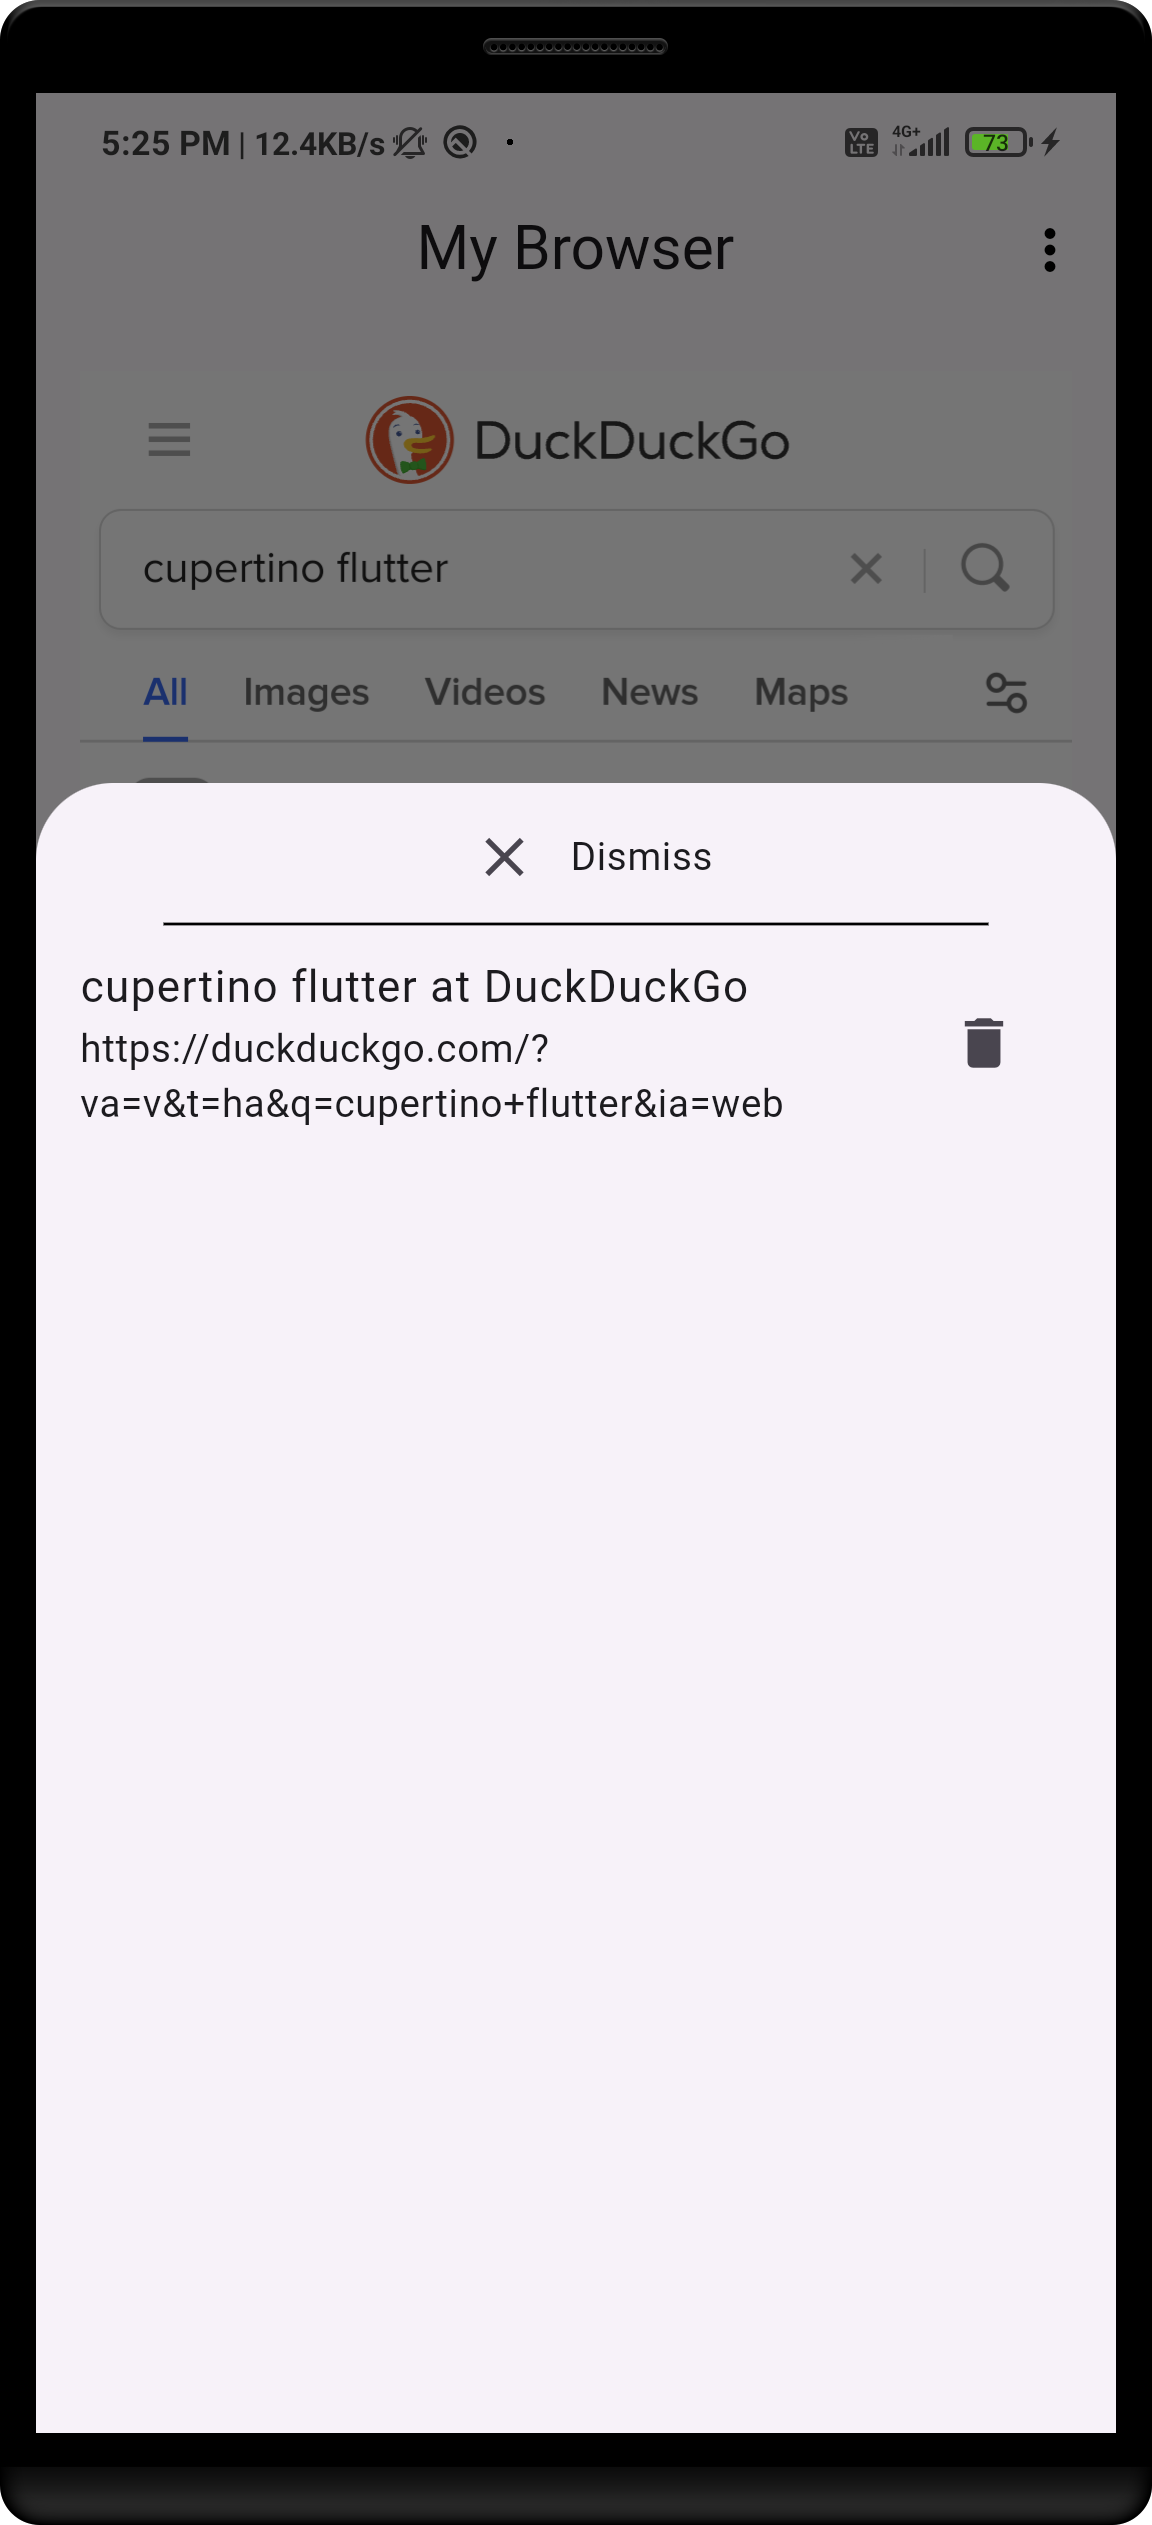 5:25 PM | 12.4KB/s
Vo LTE 4G+ 73
My Browser
DuckDuckGo
cupertino flutter
All Images Videos News Maps
Dismiss
cupertino flutter at DuckDuckGo
https://duckduckgo.com/?
va=v&t=ha&q=cupertino+flutter&ia=web